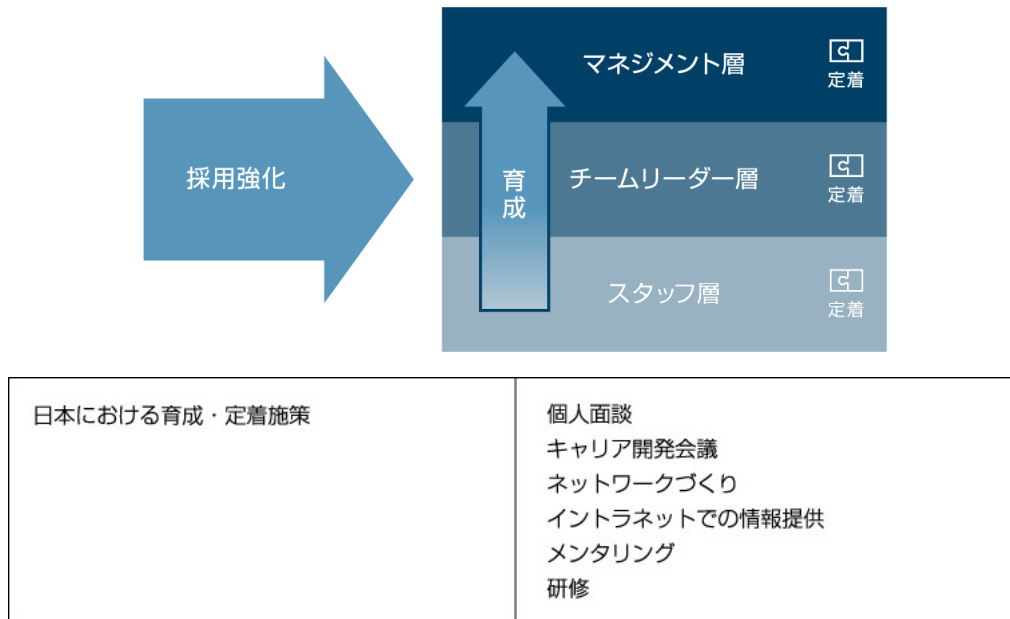 マネジメント層
定着
採用強化
育成
チームリーダー層
定着
スタッフ層
定着
日本における育成・定着施策
個人面談
キャリア開発会議
ネットワークづくり
イントラネットでの情報提供
メンタリング
研修